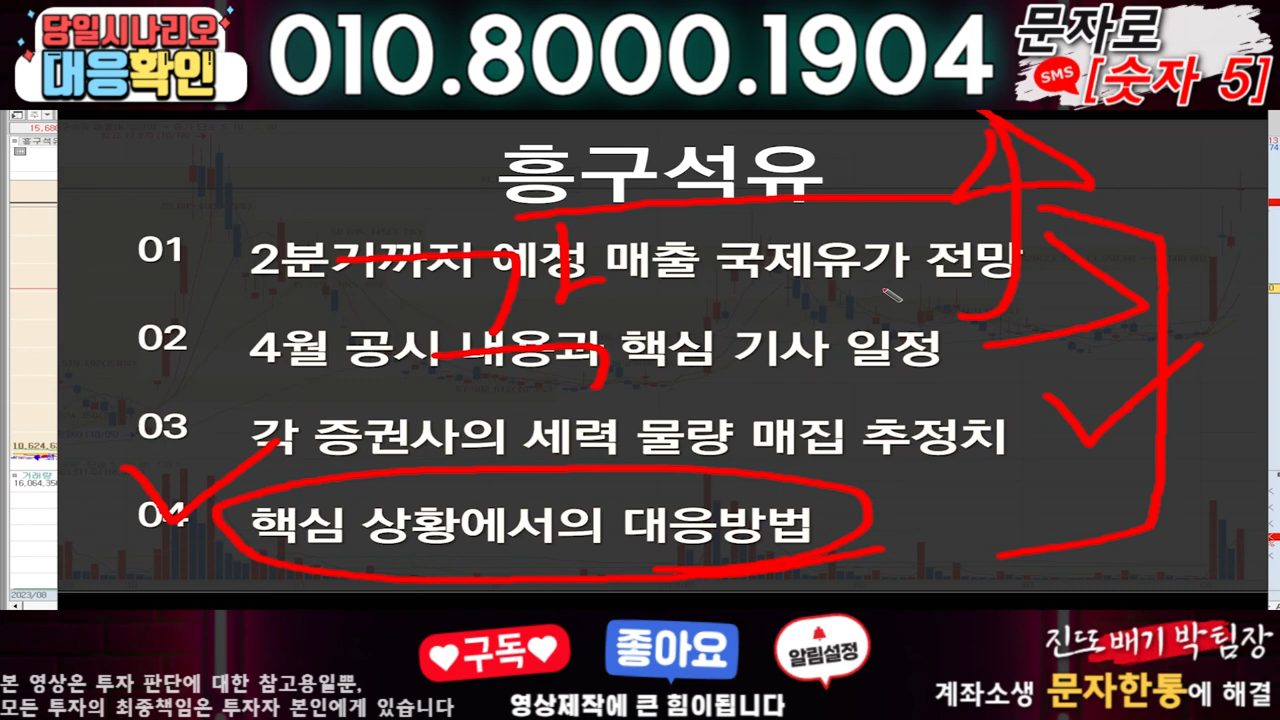 당일시나리오
대응확인
010.8000.1904
문자로
SMS
[숫자 5]
흥구석유
01 2분기까지 예정 매출 국제유가 전망
02 4월 공시 내용과 핵심 기사 일정
03 각 증권사의 세력 물량 매집 추정치
04 핵심 상황에서의 대응방법
거래량
2023/08
구독
좋아요
알림설정
영상제작에 큰 힘이됩니다
본 영상은 투자 판단에 대한 참고용일뿐,
모든 투자의 최종책임은 투자자 본인에게 있습니다
진또배기 박팀장
계좌소생 문자한통에 해결